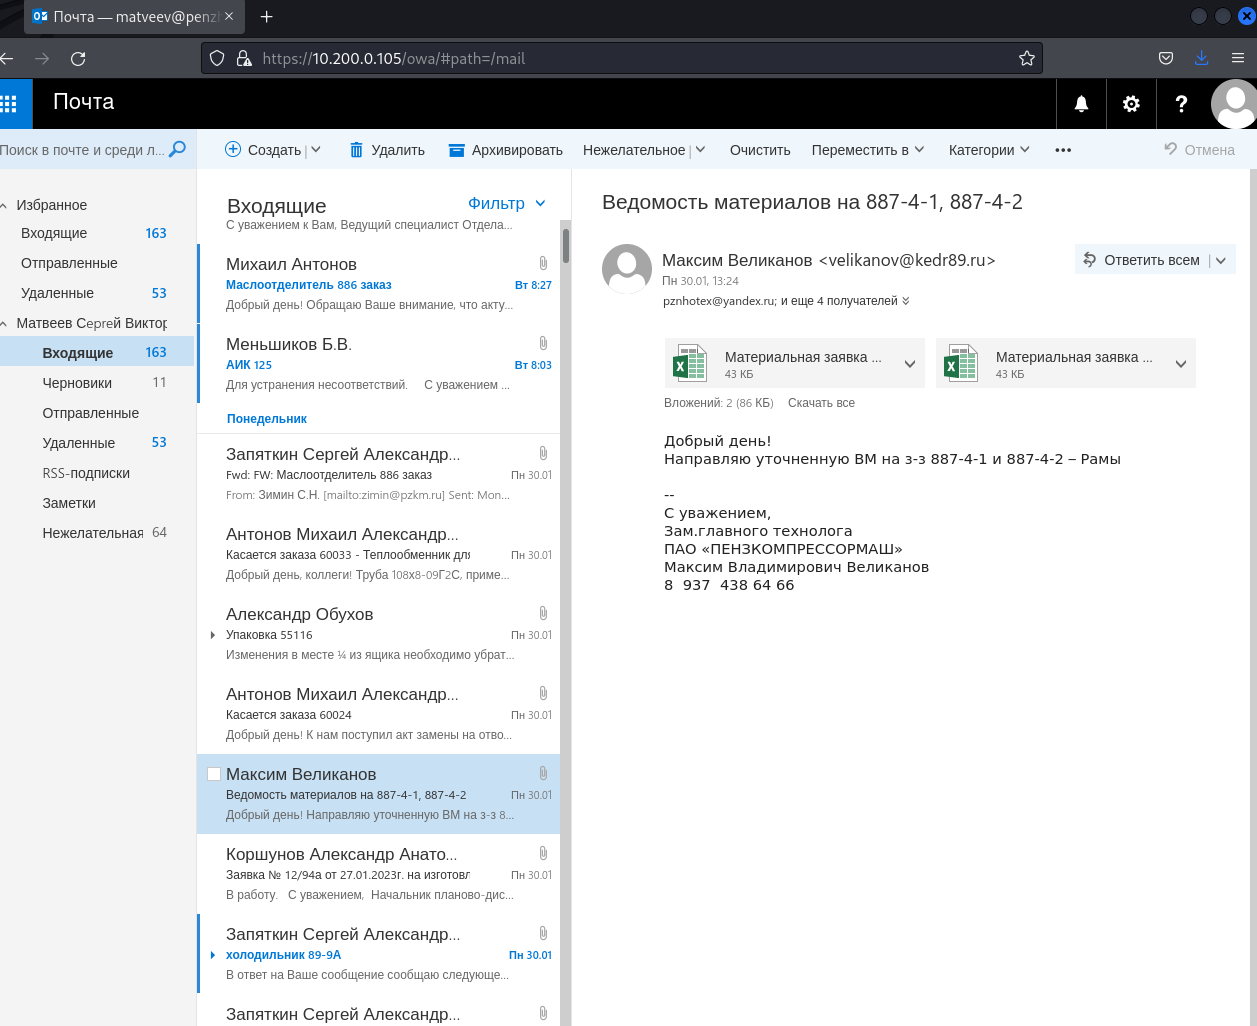 Почта — matveev@penz
https://10.200.0.105/owa/#path=/mail
Почта
Поиск в почте и среди л...
Создать
Удалить
Архивировать
Нежелательное
Очистить
Переместить в
Категории
Отмена
Избранное
Входящие 163
Отправленные
Удаленные 53
Матвеев Сергей Виктор
Входящие 163
Черновики 11
Отправленные
Удаленные 53
RSS-подписки
Заметки
Нежелательная 64
Входящие
Фильтр
С уважением к Вам, Ведущий специалист Отдела...
Михаил Антонов
Маслоотделитель 886 заказ Вт 8:27
Добрый день! Обращаю Ваше внимание, что акту...
Меньшиков Б.В.
АИК 125 Вт 8:03
Для устранения несоответствий. С уважением ...
Понедельник
Запяткин Сергей Александр...
Fwd: FW: Маслоотделитель 886 заказ Пн 30.01
From: Зимин С.Н. [mailto:zimin@pzkm.ru] Sent: Mon...
Антонов Михаил Александр...
Касается заказа 60033 - Теплообменник для Пн 30.01
Добрый день, коллеги! Труба 108х8-09Г2С, приме...
Александр Обухов
Упаковка 55116 Пн 30.01
Изменения в месте ¼ из ящика необходимо убрат...
Антонов Михаил Александр...
Касается заказа 60024 Пн 30.01
Добрый день! К нам поступил акт замены на отво...
Максим Великанов
Ведомость материалов на 887-4-1, 887-4-2 Пн 30.01
Добрый день! Направляю уточненную ВМ на з-з 8...
Коршунов Александр Анато...
Заявка № 12/94а от 27.01.2023г. на изготовл Пн 30.01
В работу. С уважением, Начальник планово-дис...
Запяткин Сергей Александр...
холодильник 89-9А Пн 30.01
В ответ на Ваше сообщение сообщаю следующе...
Запяткин Сергей Александр...
Ведомость материалов на 887-4-1, 887-4-2
Максим Великанов <velikanov@kedr89.ru>
Ответить всем
Пн 30.01, 13:24
pznhotex@yandex.ru; и еще 4 получателей
Материальная заявка ...
43 КБ
Материальная заявка ...
43 КБ
Вложений: 2 (86 КБ) Скачать все
Добрый день!
Направляю уточненную ВМ на з-з 887-4-1 и 887-4-2 – Рамы
--
С уважением,
Зам.главного технолога
ПАО «ПЕНЗКОМПРЕССОРМАШ»
Максим Владимирович Великанов
8 937 438 64 66